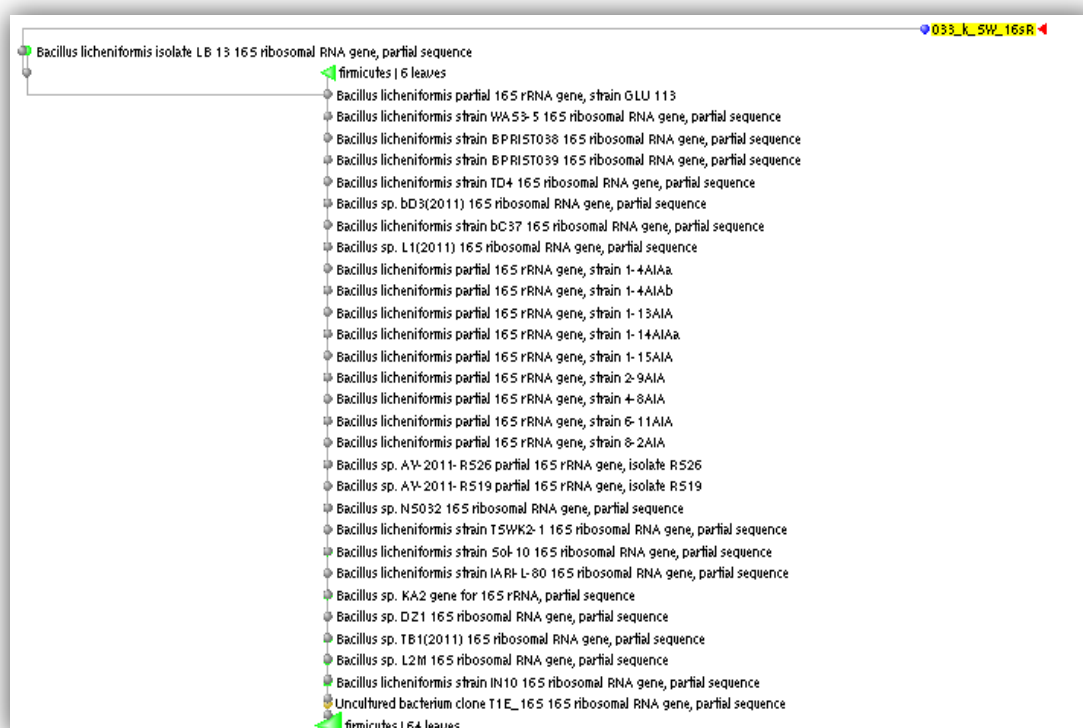 033_k_SW_16sR
Bacillus licheniformis isolate LB 13 16S ribosomal RNA gene, partial sequence
firmicutes | 6 leaves
Bacillus licheniformis partial 16S rRNA gene, strain GLU 113
Bacillus licheniformis strain WAS3-5 16S ribosomal RNA gene, partial sequence
Bacillus licheniformis strain BPRIST038 16S ribosomal RNA gene, partial sequence
Bacillus licheniformis strain BPRIST039 16S ribosomal RNA gene, partial sequence
Bacillus licheniformis strain TD4 16S ribosomal RNA gene, partial sequence
Bacillus sp. bD3(2011) 16S ribosomal RNA gene, partial sequence
Bacillus licheniformis strain bC37 16S ribosomal RNA gene, partial sequence
Bacillus sp. L1(2011) 16S ribosomal RNA gene, partial sequence
Bacillus licheniformis partial 16S rRNA gene, strain 1-4AIAa
Bacillus licheniformis partial 16S rRNA gene, strain 1-4AIAb
Bacillus licheniformis partial 16S rRNA gene, strain 1-13AIA
Bacillus licheniformis partial 16S rRNA gene, strain 1-14AIAa
Bacillus licheniformis partial 16S rRNA gene, strain 1-15AIA
Bacillus licheniformis partial 16S rRNA gene, strain 2-9AIA
Bacillus licheniformis partial 16S rRNA gene, strain 4-8AIA
Bacillus licheniformis partial 16S rRNA gene, strain 6-11AIA
Bacillus licheniformis partial 16S rRNA gene, strain 8-2AIA
Bacillus sp. AV-2011-RS26 partial 16S rRNA gene, isolate RS26
Bacillus sp. AV-2011-RS19 partial 16S rRNA gene, isolate RS19
Bacillus sp. NS032 16S ribosomal RNA gene, partial sequence
Bacillus licheniformis strain TSWK2-1 16S ribosomal RNA gene, partial sequence
Bacillus licheniformis strain Sol-10 16S ribosomal RNA gene, partial sequence
Bacillus licheniformis strain IARI-L-80 16S ribosomal RNA gene, partial sequence
Bacillus sp. KA2 gene for 16S rRNA, partial sequence
Bacillus sp. DZ1 16S ribosomal RNA gene, partial sequence
Bacillus sp. TB1(2011) 16S ribosomal RNA gene, partial sequence
Bacillus sp. L2M 16S ribosomal RNA gene, partial sequence
Bacillus licheniformis strain IN10 16S ribosomal RNA gene, partial sequence
Uncultured bacterium clone T1E_16S 16S ribosomal RNA gene, partial sequence
firmicutes | 64 leaves